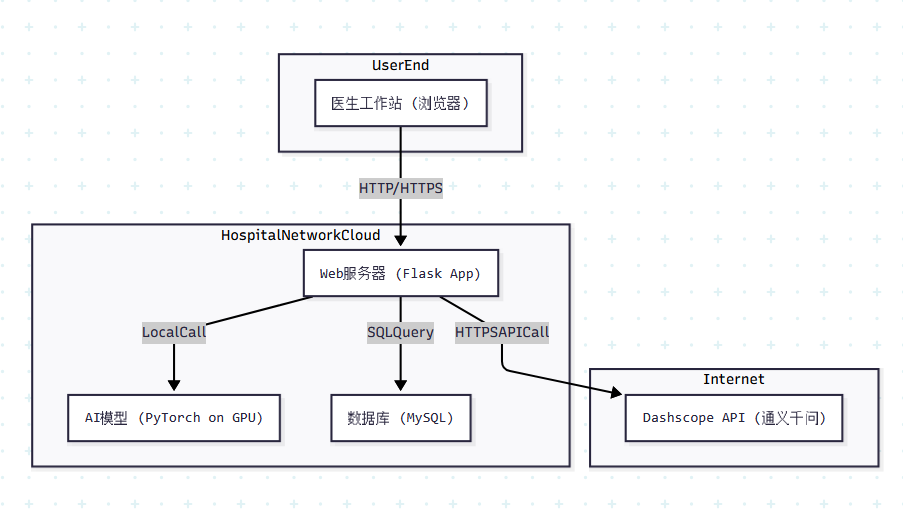 UserEnd
医生工作站 (浏览器)
HTTP/HTTPS
HospitalNetworkCloud
Web服务器 (Flask App)
LocalCall
SQLQuery
HTTPSAPICall
Internet
AI模型 (PyTorch on GPU)
数据库 (MySQL)
Dashscope API (通义千问)